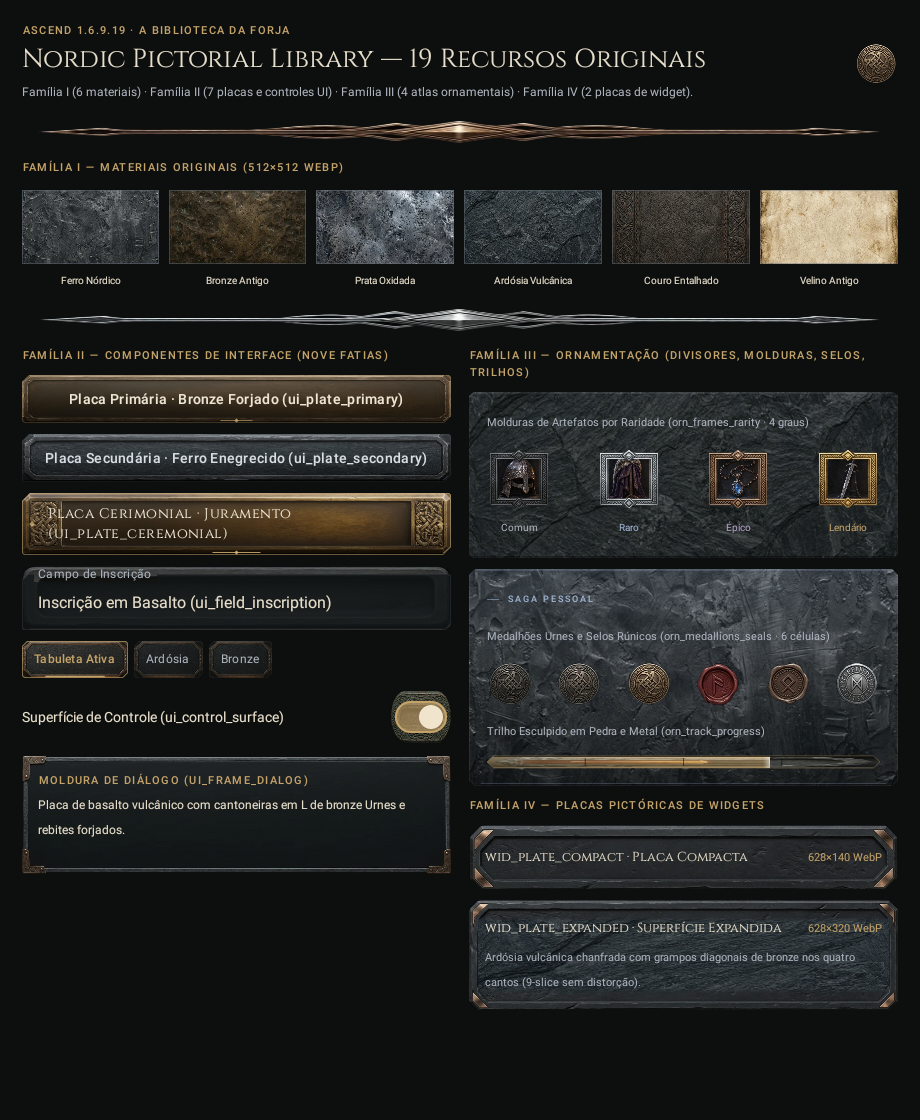 ASCEND 1.6.9.19 · A BIBLIOTECA DA FORJA
Nordic Pictorial Library — 19 Recursos Originais
Família I (6 materiais) · Família II (7 placas e controles UI) · Família III (4 atlas ornamentais) · Família IV (2 placas de widget).
FAMÍLIA I — MATERIAIS ORIGINAIS (512×512 WEBP)
Ferro Nórdico
Bronze Antigo
Prata Oxidada
Ardósia Vulcânica
Couro Entalhado
Velino Antigo
FAMÍLIA II — COMPONENTES DE INTERFACE (NOVE FATIAS)
Placa Primária · Bronze Forjado (ui_plate_primary)
Placa Secundária · Ferro Enegrecido (ui_plate_secondary)
Placa Cerimonial · Juramento
(ui_plate_ceremonial)
Campo de Inscrição
Inscrição em Basalto (ui_field_inscription)
Tabuleta Ativa
Ardósia
Bronze
Superfície de Controle (ui_control_surface)
MOLDURA DE DIÁLOGO (UI_FRAME_DIALOG)
Placa de basalto vulcânico com cantoneiras em L de bronze Urnes e
rebites forjados.
FAMÍLIA III — ORNAMENTAÇÃO (DIVISORES, MOLDURAS, SELOS,
TRILHOS)
Molduras de Artefatos por Raridade (orn_frames_rarity · 4 graus)
Comum
Raro
Épico
Lendário
SAGA PESSOAL
Medalhões Urnes e Selos Rúnicos (orn_medallions_seals · 6 células)
Trilho Esculpido em Pedra e Metal (orn_track_progress)
FAMÍLIA IV — PLACAS PICTÓRICAS DE WIDGETS
wid_plate_compact · Placa Compacta
628×140 WebP
wid_plate_expanded · Superfície Expandida
628×320 WebP
Ardósia vulcânica chanfrada com grampos diagonais de bronze nos quatro
cantos (9-slice sem distorção).